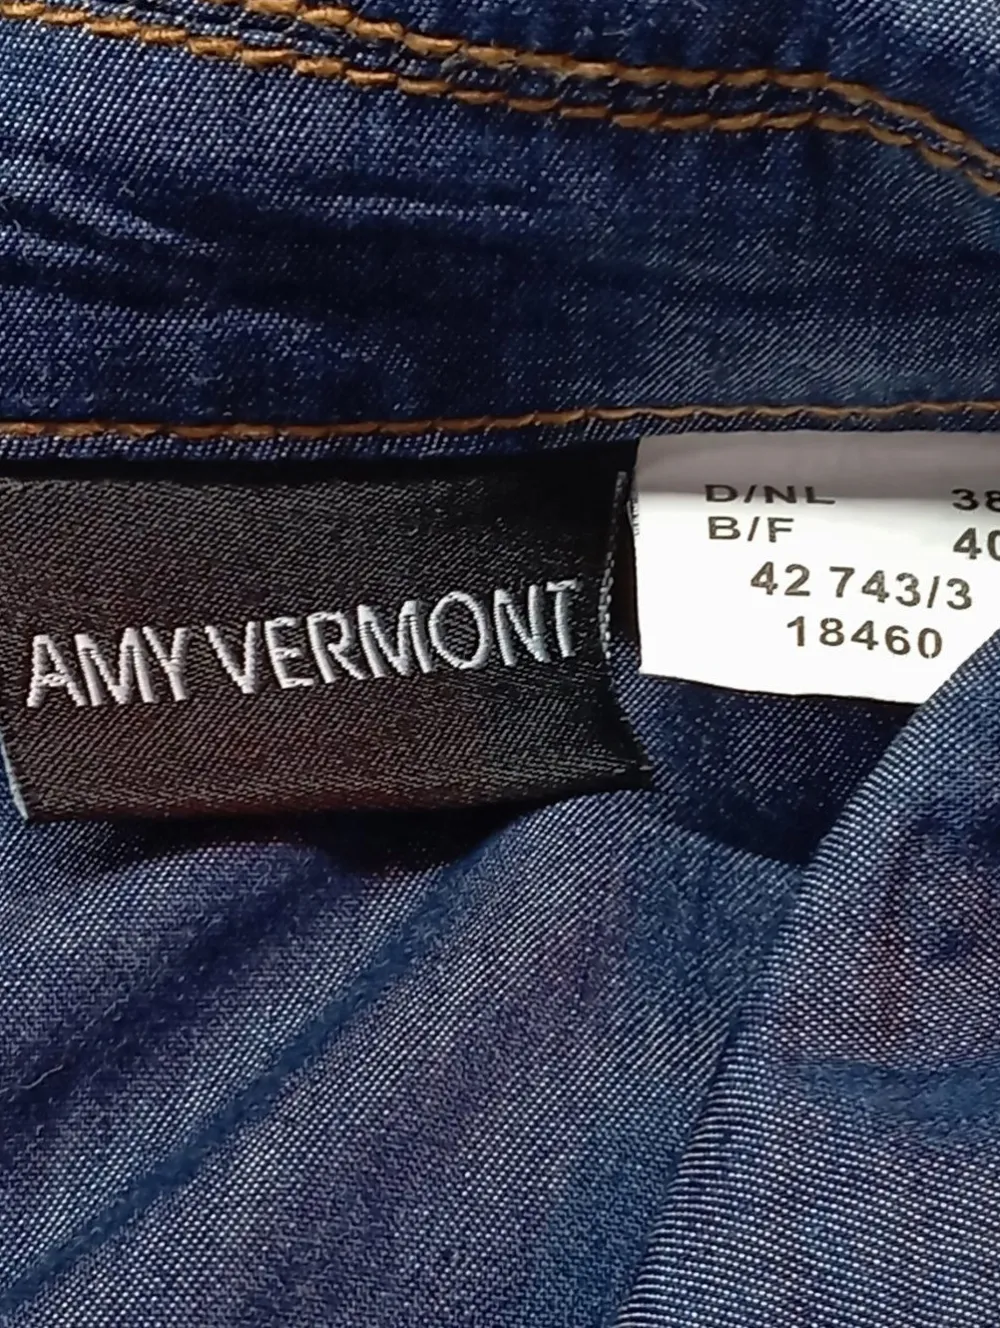 AMY VERMONT
D/NL 38
B/F 40
42 743/3
18460